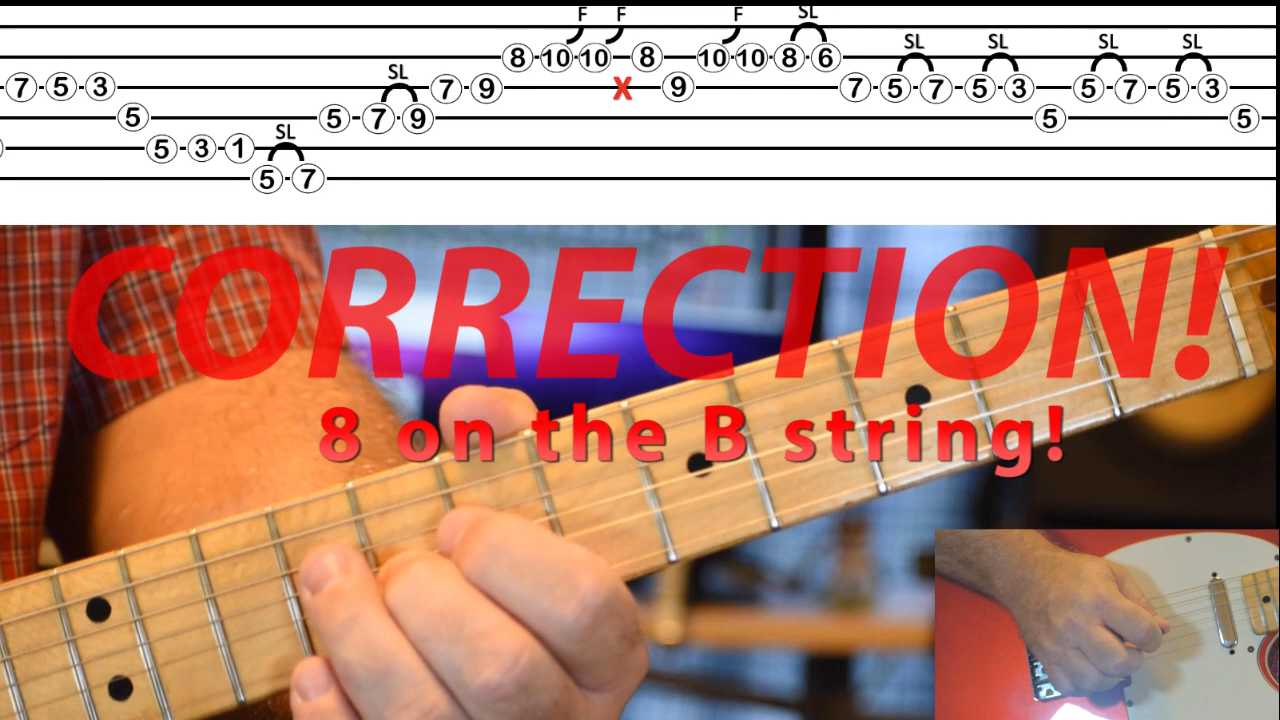 F F F SL
8 10 10 8 10 10 8 6
SL SL SL SL SL
7 5 3 7 9 X 9 7 5 7 5 3 5 7 5 3
5 5 7 9 5 5
SL
5 3 1
5 7
CORRECTION!
8 on the B string!